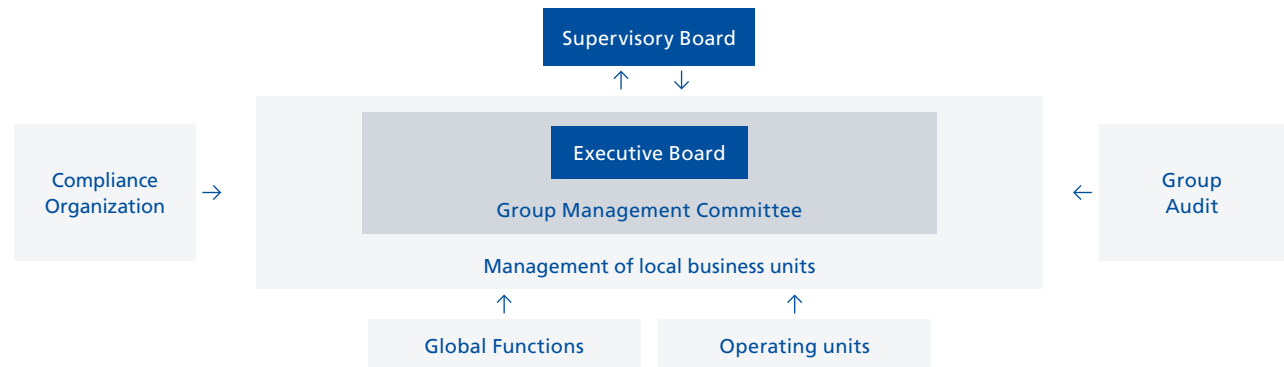 Supervisory Board
Executive Board
Compliance
Organization
Group
Audit
Group Management Committee
Management of local business units
Global Functions
Operating units